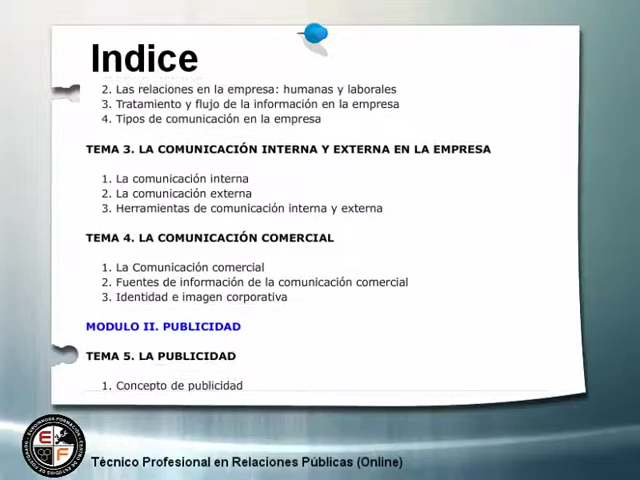 Indice
2. Las relaciones en la empresa: humanas y laborales
3. Tratamiento y flujo de la información en la empresa
4. Tipos de comunicación en la empresa
TEMA 3. LA COMUNICACIÓN INTERNA Y EXTERNA EN LA EMPRESA
1. La comunicación interna
2. La comunicación externa
3. Herramientas de comunicación interna y externa
TEMA 4. LA COMUNICACIÓN COMERCIAL
1. La Comunicación comercial
2. Fuentes de información de la comunicación comercial
3. Identidad e imagen corporativa
MODULO II. PUBLICIDAD
TEMA 5. LA PUBLICIDAD
1. Concepto de publicidad
EF
Técnico Profesional en Relaciones Públicas (Online)